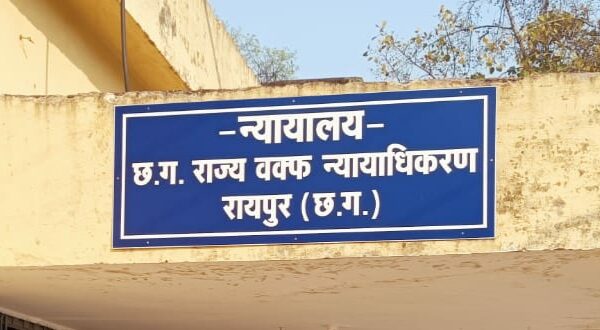 -न्यायालय-
छ.ग. राज्य वक्फ न्यायाधिकरण
रायपुर (छ.ग.)